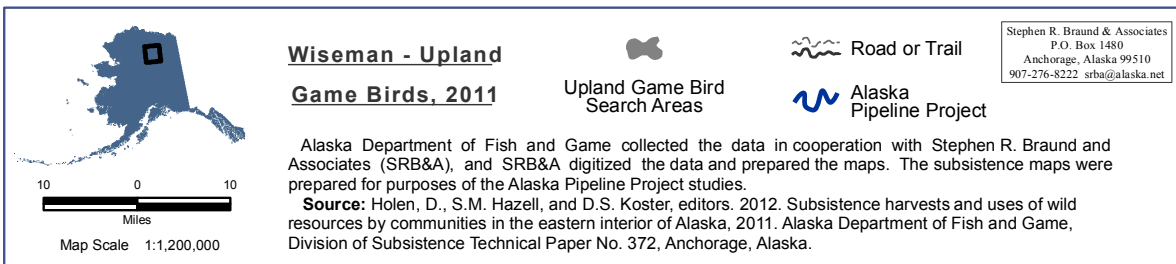 Wiseman - Upland
Game Birds, 2011
Upland Game Bird
Search Areas
Road or Trail
Alaska
Pipeline Project
Stephen R. Braund & Associates
P.O. Box 1480
Anchorage, Alaska 99510
907-276-8222 srba@alaska.net
10 0 10
Miles
Map Scale 1:1,200,000
Alaska Department of Fish and Game collected the data in cooperation with Stephen R. Braund and
Associates (SRB&A), and SRB&A digitized the data and prepared the maps. The subsistence maps were
prepared for purposes of the Alaska Pipeline Project studies.
Source: Holen, D., S.M. Hazell, and D.S. Koster, editors. 2012. Subsistence harvests and uses of wild
resources by communities in the eastern interior of Alaska, 2011. Alaska Department of Fish and Game,
Division of Subsistence Technical Paper No. 372, Anchorage, Alaska.